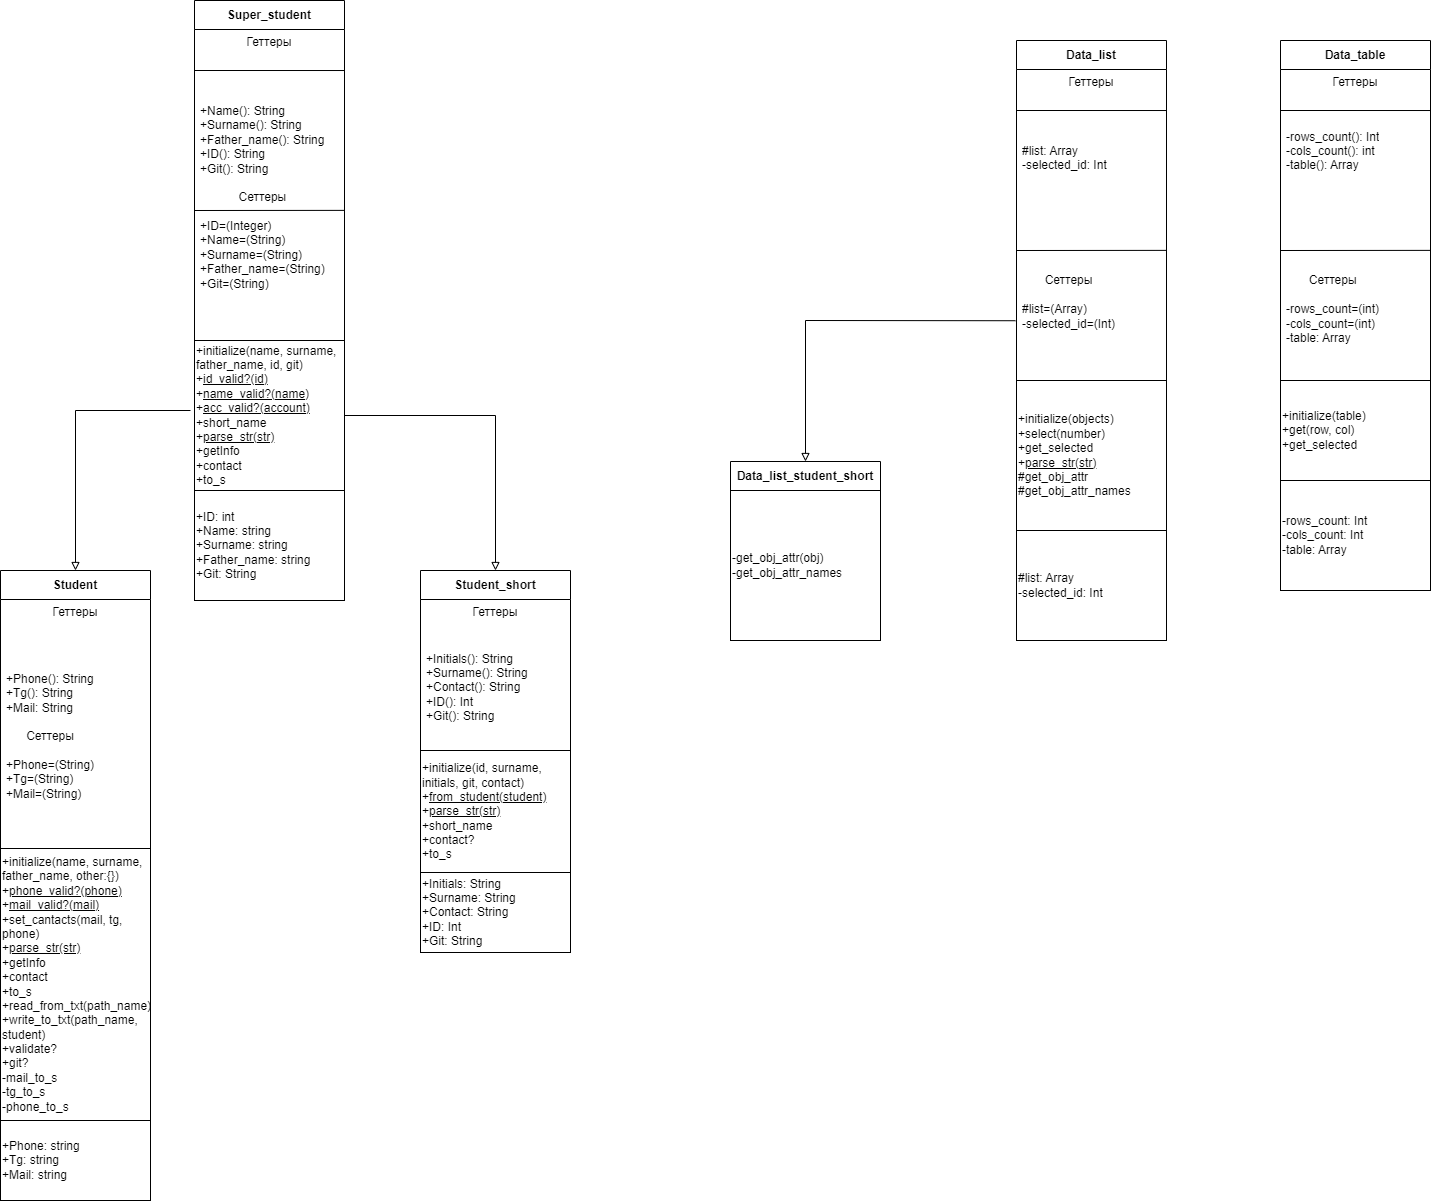 Super_student
Геттеры
+Name(): String
+Surname(): String
+Father_name(): String
+ID(): String
+Git(): String
Сеттеры
+ID=(Integer)
+Name=(String)
+Surname=(String)
+Father_name=(String)
+Git=(String)
+initialize(name, surname,
father_name, id, git)
+id_valid?(id)
+name_valid?(name)
+acc_valid?(account)
+short_name
+parse_str(str)
+getInfo
+contact
+to_s
+ID: int
+Name: string
+Surname: string
+Father_name: string
+Git: String
Student
Геттеры
+Phone(): String
+Tg(): String
+Mail: String
Сеттеры
+Phone=(String)
+Tg=(String)
+Mail=(String)
+initialize(name, surname,
father_name, other:{})
+phone_valid?(phone)
+mail_valid?(mail)
+set_cantacts(mail, tg,
phone)
+parse_str(str)
+getInfo
+contact
+to_s
+read_from_txt(path_name)
+write_to_txt(path_name,
student)
+validate?
+git?
-mail_to_s
-tg_to_s
-phone_to_s
+Phone: string
+Tg: string
+Mail: string
Student_short
Геттеры
+Initials(): String
+Surname(): String
+Contact(): String
+ID(): Int
+Git(): String
+initialize(id, surname,
initials, git, contact)
+from_student(student)
+parse_str(str)
+short_name
+contact?
+to_s
+Initials: String
+Surname: String
+Contact: String
+ID: Int
+Git: String
Data_list_student_short
-get_obj_attr(obj)
-get_obj_attr_names
Data_list
Геттеры
#list: Array
-selected_id: Int
Сеттеры
#list=(Array)
-selected_id=(Int)
+initialize(objects)
+select(number)
+get_selected
+parse_str(str)
#get_obj_attr
#get_obj_attr_names
#list: Array
-selected_id: Int
Data_table
Геттеры
-rows_count(): Int
-cols_count(): int
-table(): Array
Сеттеры
-rows_count=(int)
-cols_count=(int)
-table: Array
+initialize(table)
+get(row, col)
+get_selected
-rows_count: Int
-cols_count: Int
-table: Array